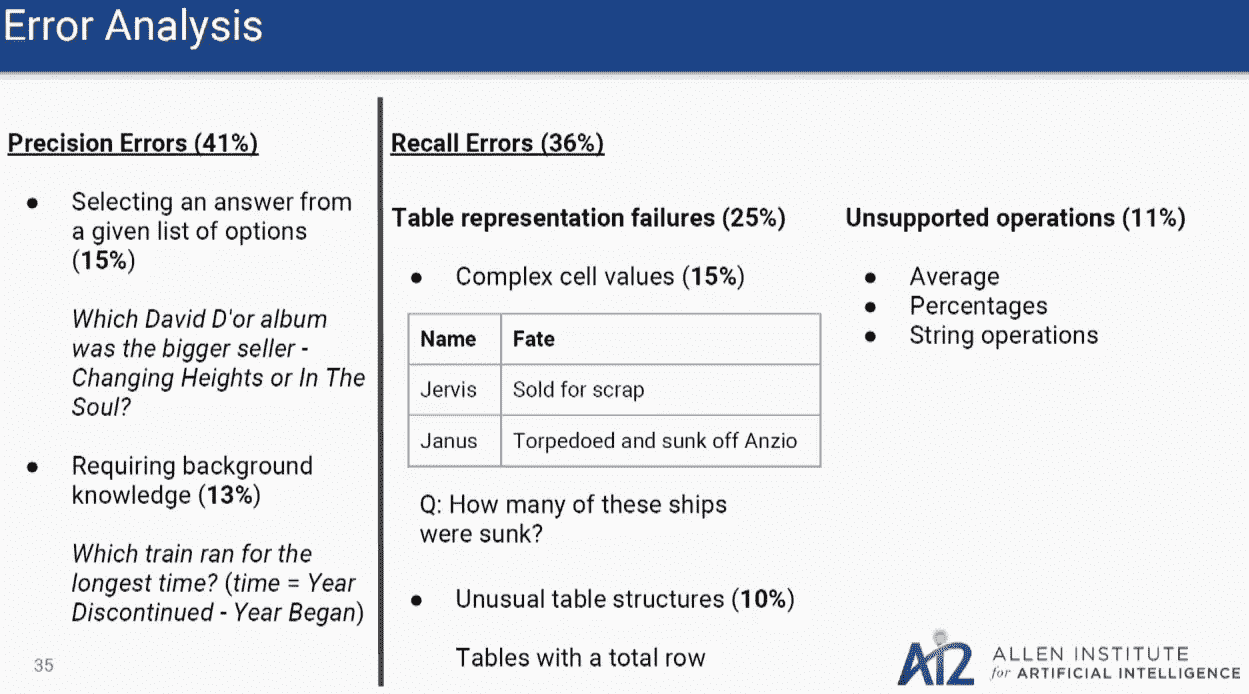 Error Analysis
Precision Errors (41%)
● Selecting an answer from
a given list of options
(15%)
Which David D'or album
was the bigger seller -
Changing Heights or In The
Soul?
● Requiring background
knowledge (13%)
Which train ran for the
longest time? (time = Year
Discontinued - Year Began)
Recall Errors (36%)
Table representation failures (25%)
● Complex cell values (15%)
Name Fate
Jervis Sold for scrap
Janus Torpedoed and sunk off Anzio
Q: How many of these ships
were sunk?
● Unusual table structures (10%)
Tables with a total row
Unsupported operations (11%)
● Average
● Percentages
● String operations
35
AI2
ALLEN INSTITUTE
for ARTIFICIAL INTELLIGENCE